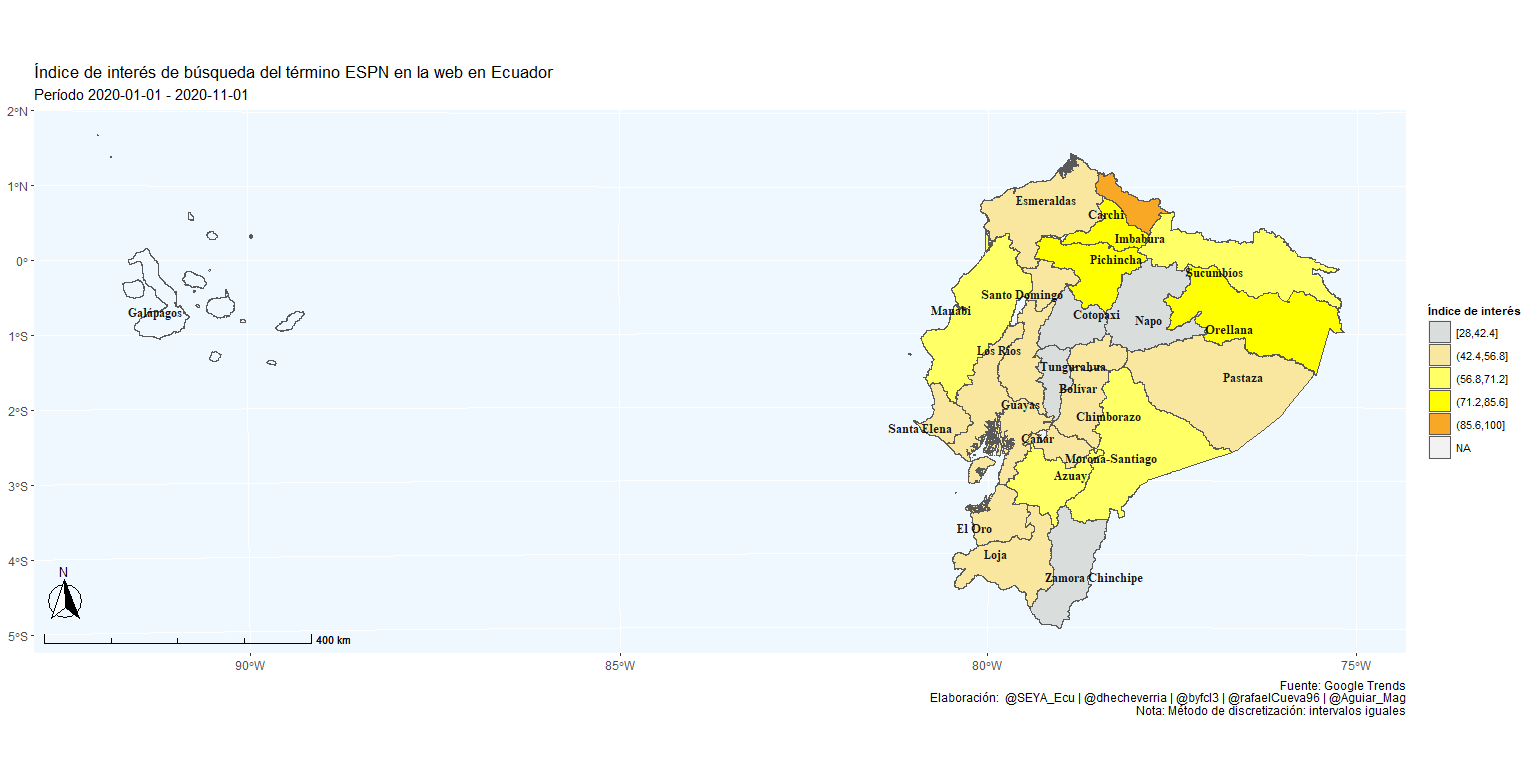 Índice de interés de búsqueda del término ESPN en la web en Ecuador
Período 2020-01-01 - 2020-11-01
2°N
1°N
0°
1°S
2°S
3°S
4°S
5°S
90°W
85°W
80°W
75°W
Galápagos
Esmeraldas
Carchi
Imbabura
Pichincha
Sucumbíos
Santo Domingo
Manabí
Cotopaxi
Napo
Orellana
Los Ríos
Tungurahua
Pastaza
Bolívar
Guayas
Chimborazo
Santa Elena
Cañar
Morona-Santiago
Azuay
El Oro
Loja
Zamora Chinchipe
N
400 km
Índice de interés
[28,42.4]
(42.4,56.8]
(56.8,71.2]
(71.2,85.6]
(85.6,100]
NA
Fuente: Google Trends
Elaboración: @SEYA_Ecu | @dhecheverria | @byfcl3 | @rafaelCueva96 | @Aguiar_Mag
Nota: Método de discretización: intervalos iguales